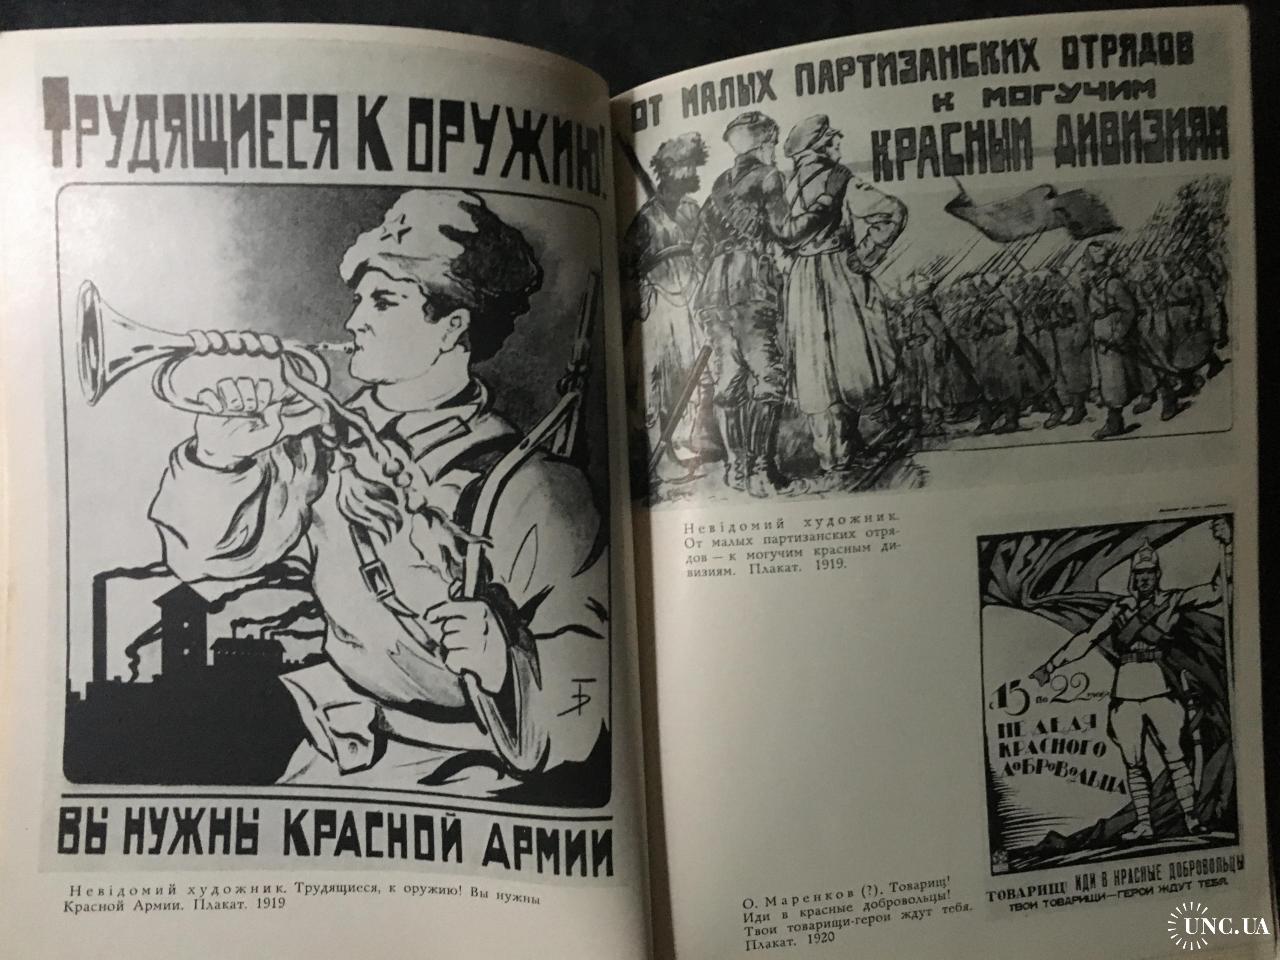 ТРУДЯЩИЕСЯ К ОРУЖИЮ!
ВЫ НУЖНЫ КРАСНОЙ АРМИИ
Невідомий художник. Трудящиеся, к оружию! Вы нужны
Красной Армии. Плакат. 1919
ОТ МАЛЫХ ПАРТИЗАНСКИХ ОТРЯДОВ
К МОГУЧИМ
КРАСНЫМ ДИВИЗИЯМ
Невідомий художник.
От малых партизанских отря-
дов — к могучим красным ди-
визиям. Плакат. 1919.
с 15 по 22
НЕДЕЛЯ
КРАСНОГО
ДОБРОВОЛЬЦА
ТОВАРИЩ! ИДИ В КРАСНЫЕ ДОБРОВОЛЬЦЫ
ТВОИ ТОВАРИЩИ-ГЕРОИ ЖДУТ ТЕБЯ.
О. Маренков (?). Товарищ!
Иди в красные добровольцы!
Твои товарищи-герои ждут тебя.
Плакат. 1920
UNC.UA